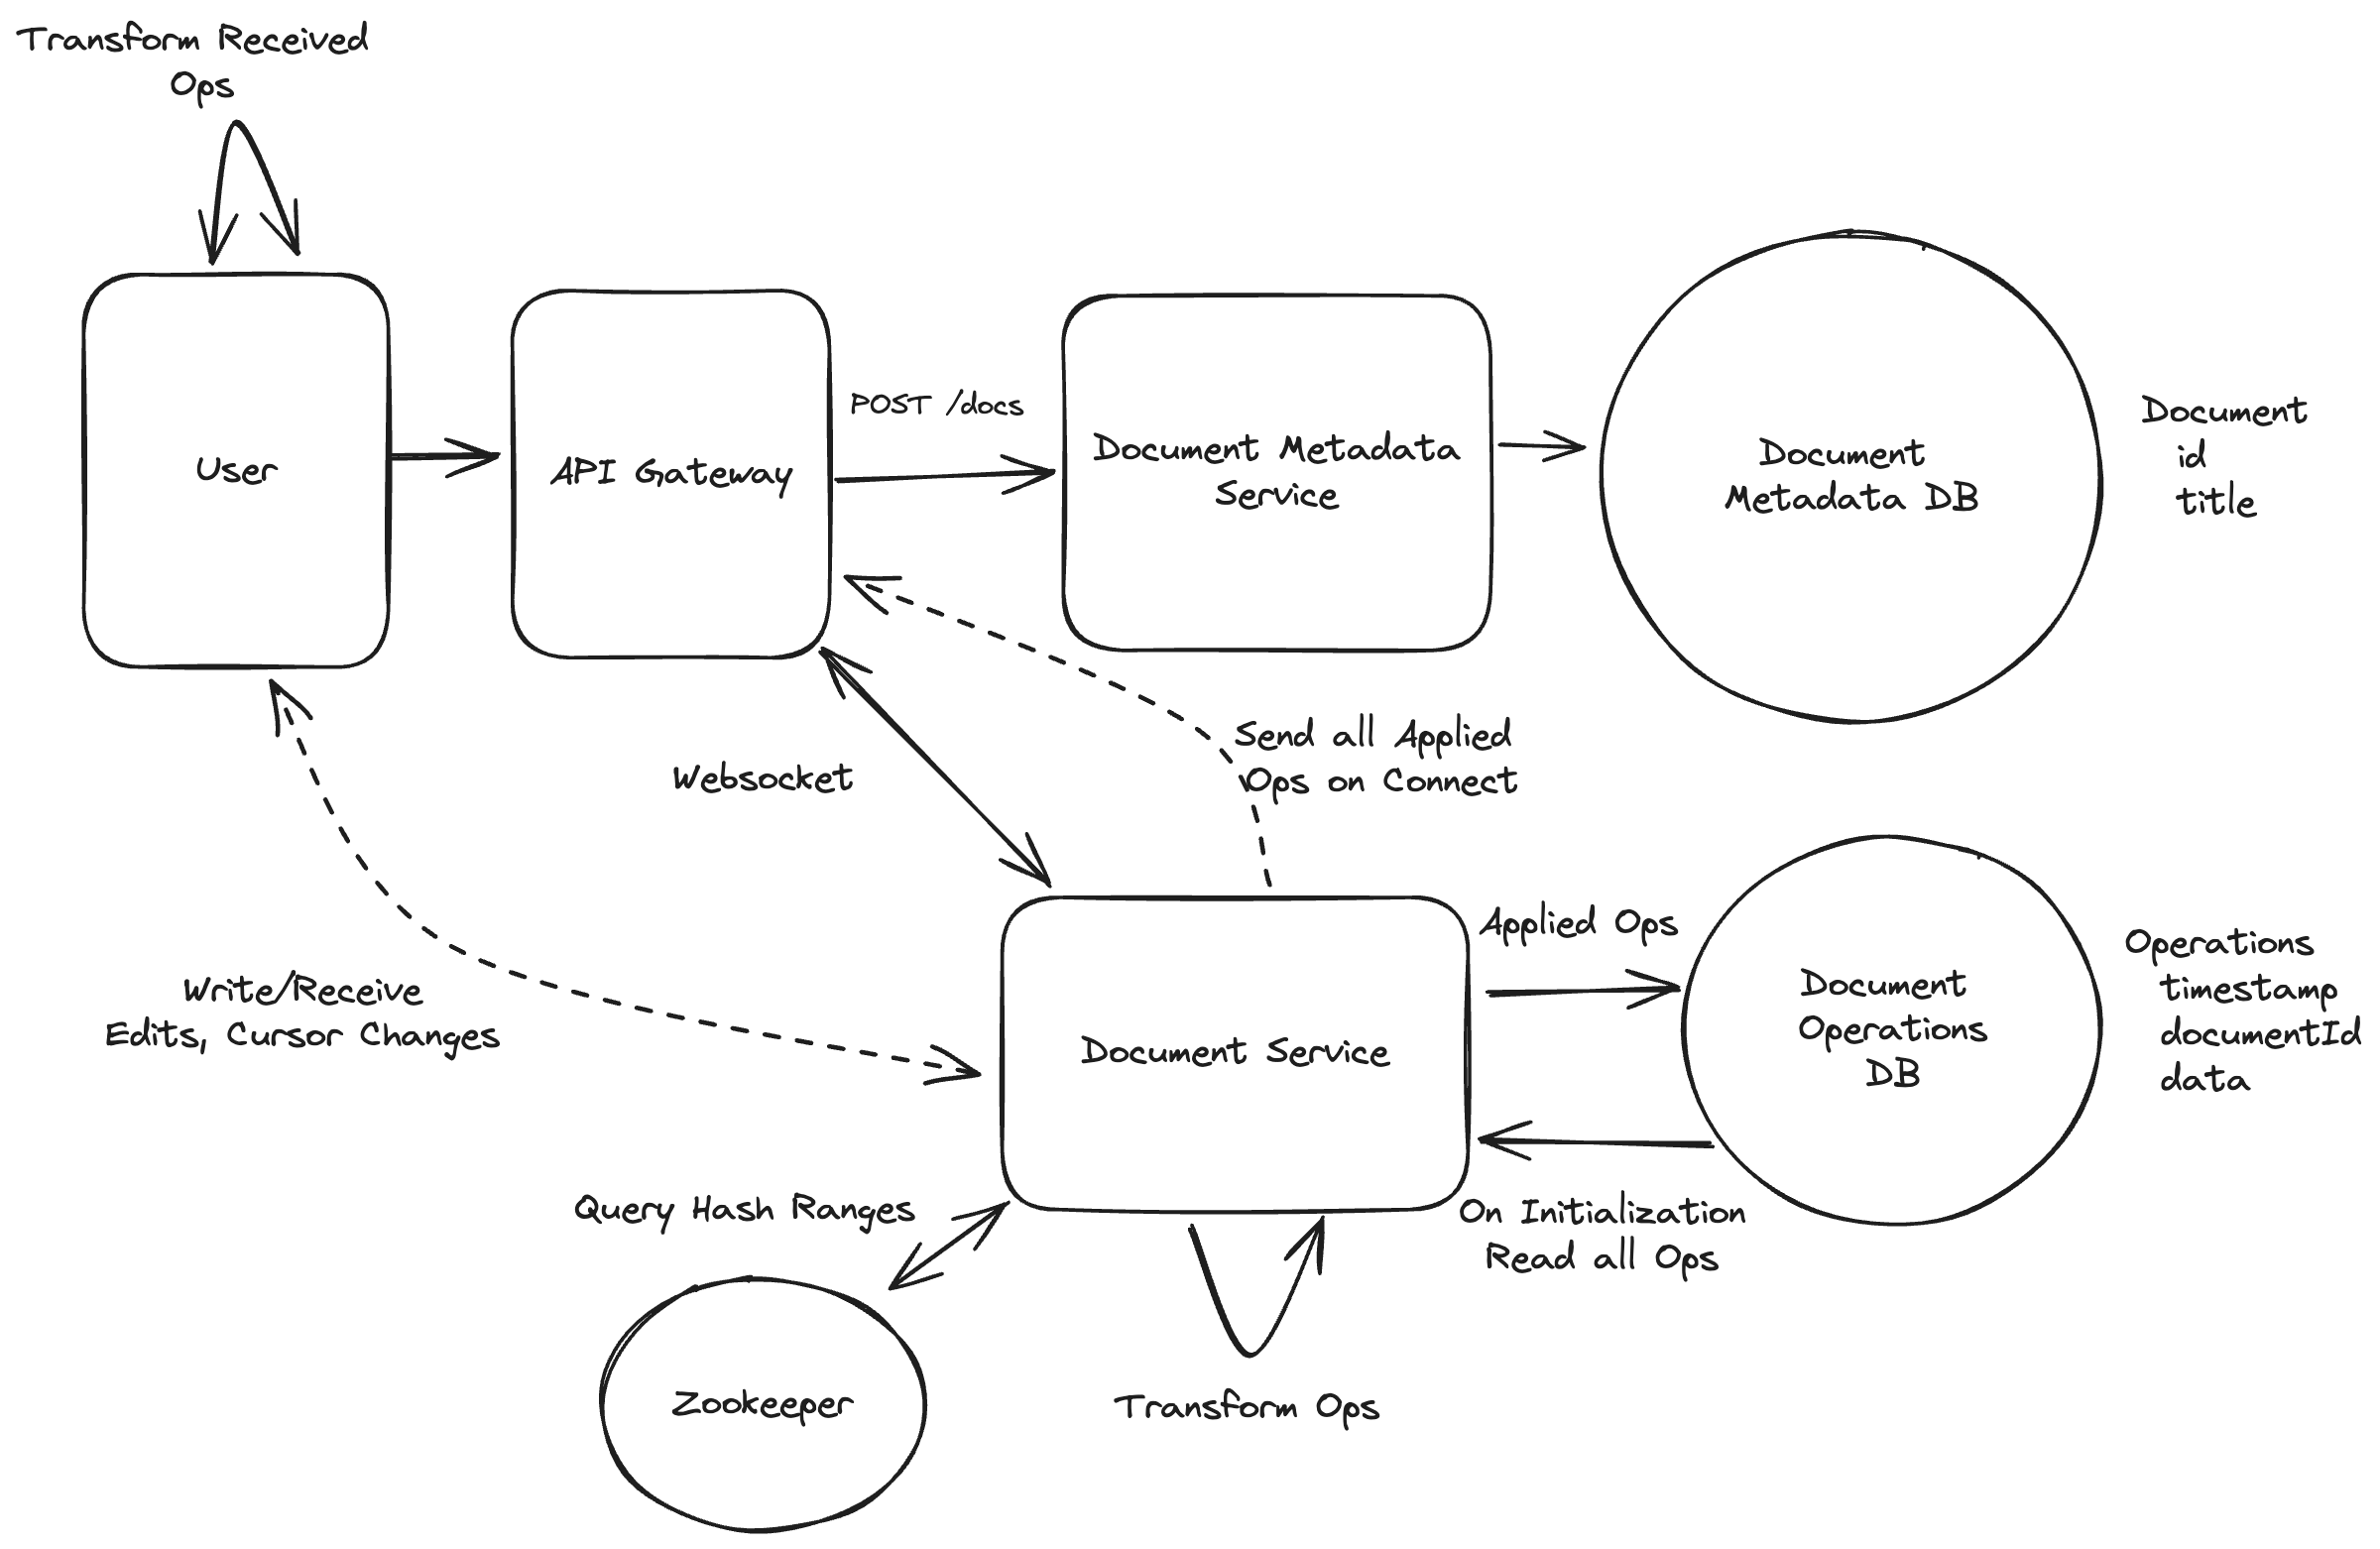 Transform Received
Ops
User
API Gateway
POST /docs
Document Metadata
Service
Document
Metadata DB
Document
id
title
Websocket
Send all Applied
Ops on Connect
Write/Receive
Edits, Cursor Changes
Document Service
Applied Ops
Document
Operations
DB
Operations
timestamp
documentId
data
On Initialization
Read all Ops
Query Hash Ranges
Zookeeper
Transform Ops